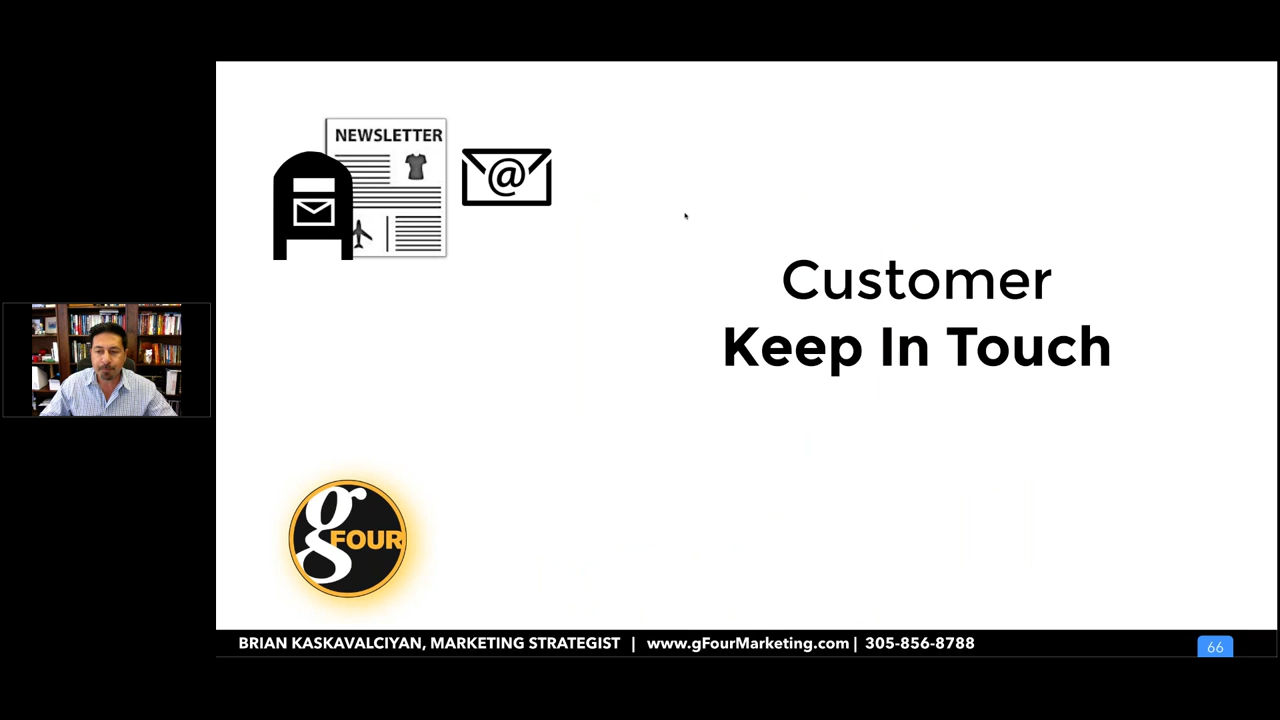 NEWSLETTER
@
Customer
Keep In Touch
g FOUR
BRIAN KASKAVALCIYAN, MARKETING STRATEGIST | www.gFourMarketing.com | 305-856-8788
66